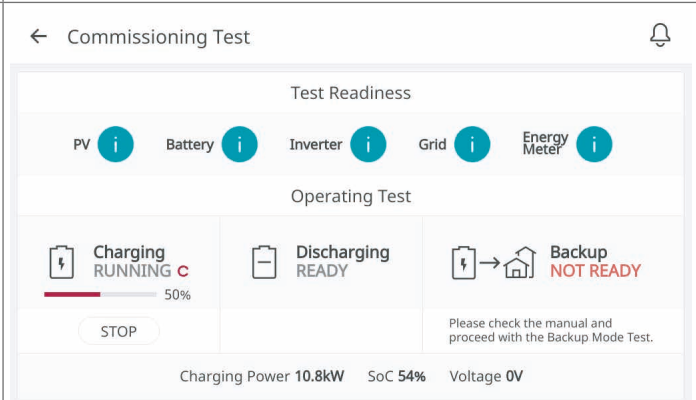 Commissioning Test
Test Readiness
PV i Battery i Inverter i Grid i Energy Meter i
Operating Test
Charging
RUNNING
50%
STOP
Discharging
READY
Backup
NOT READY
Please check the manual and
proceed with the Backup Mode Test.
Charging Power 10.8kW SoC 54% Voltage 0V